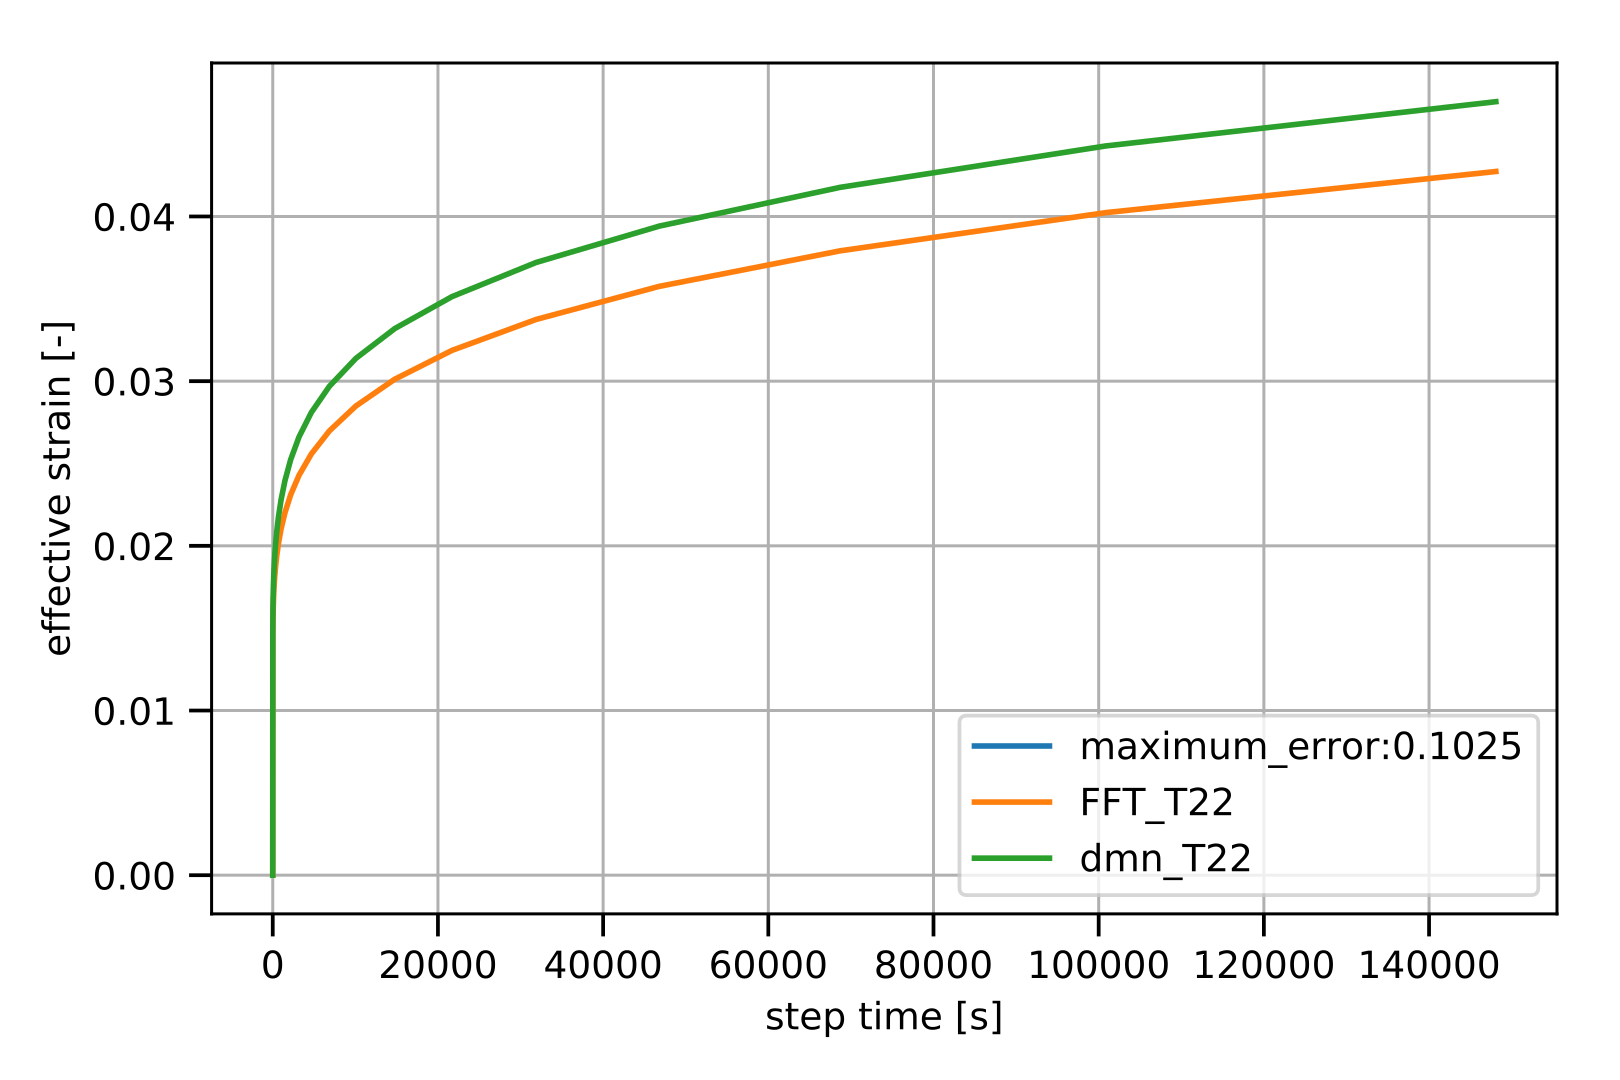 effective strain [-]
0.04
0.03
0.02
0.01
0.00
maximum_error:0.1025
FFT_T22
dmn_T22
0 20000 40000 60000 80000 100000 120000 140000
step time [s]